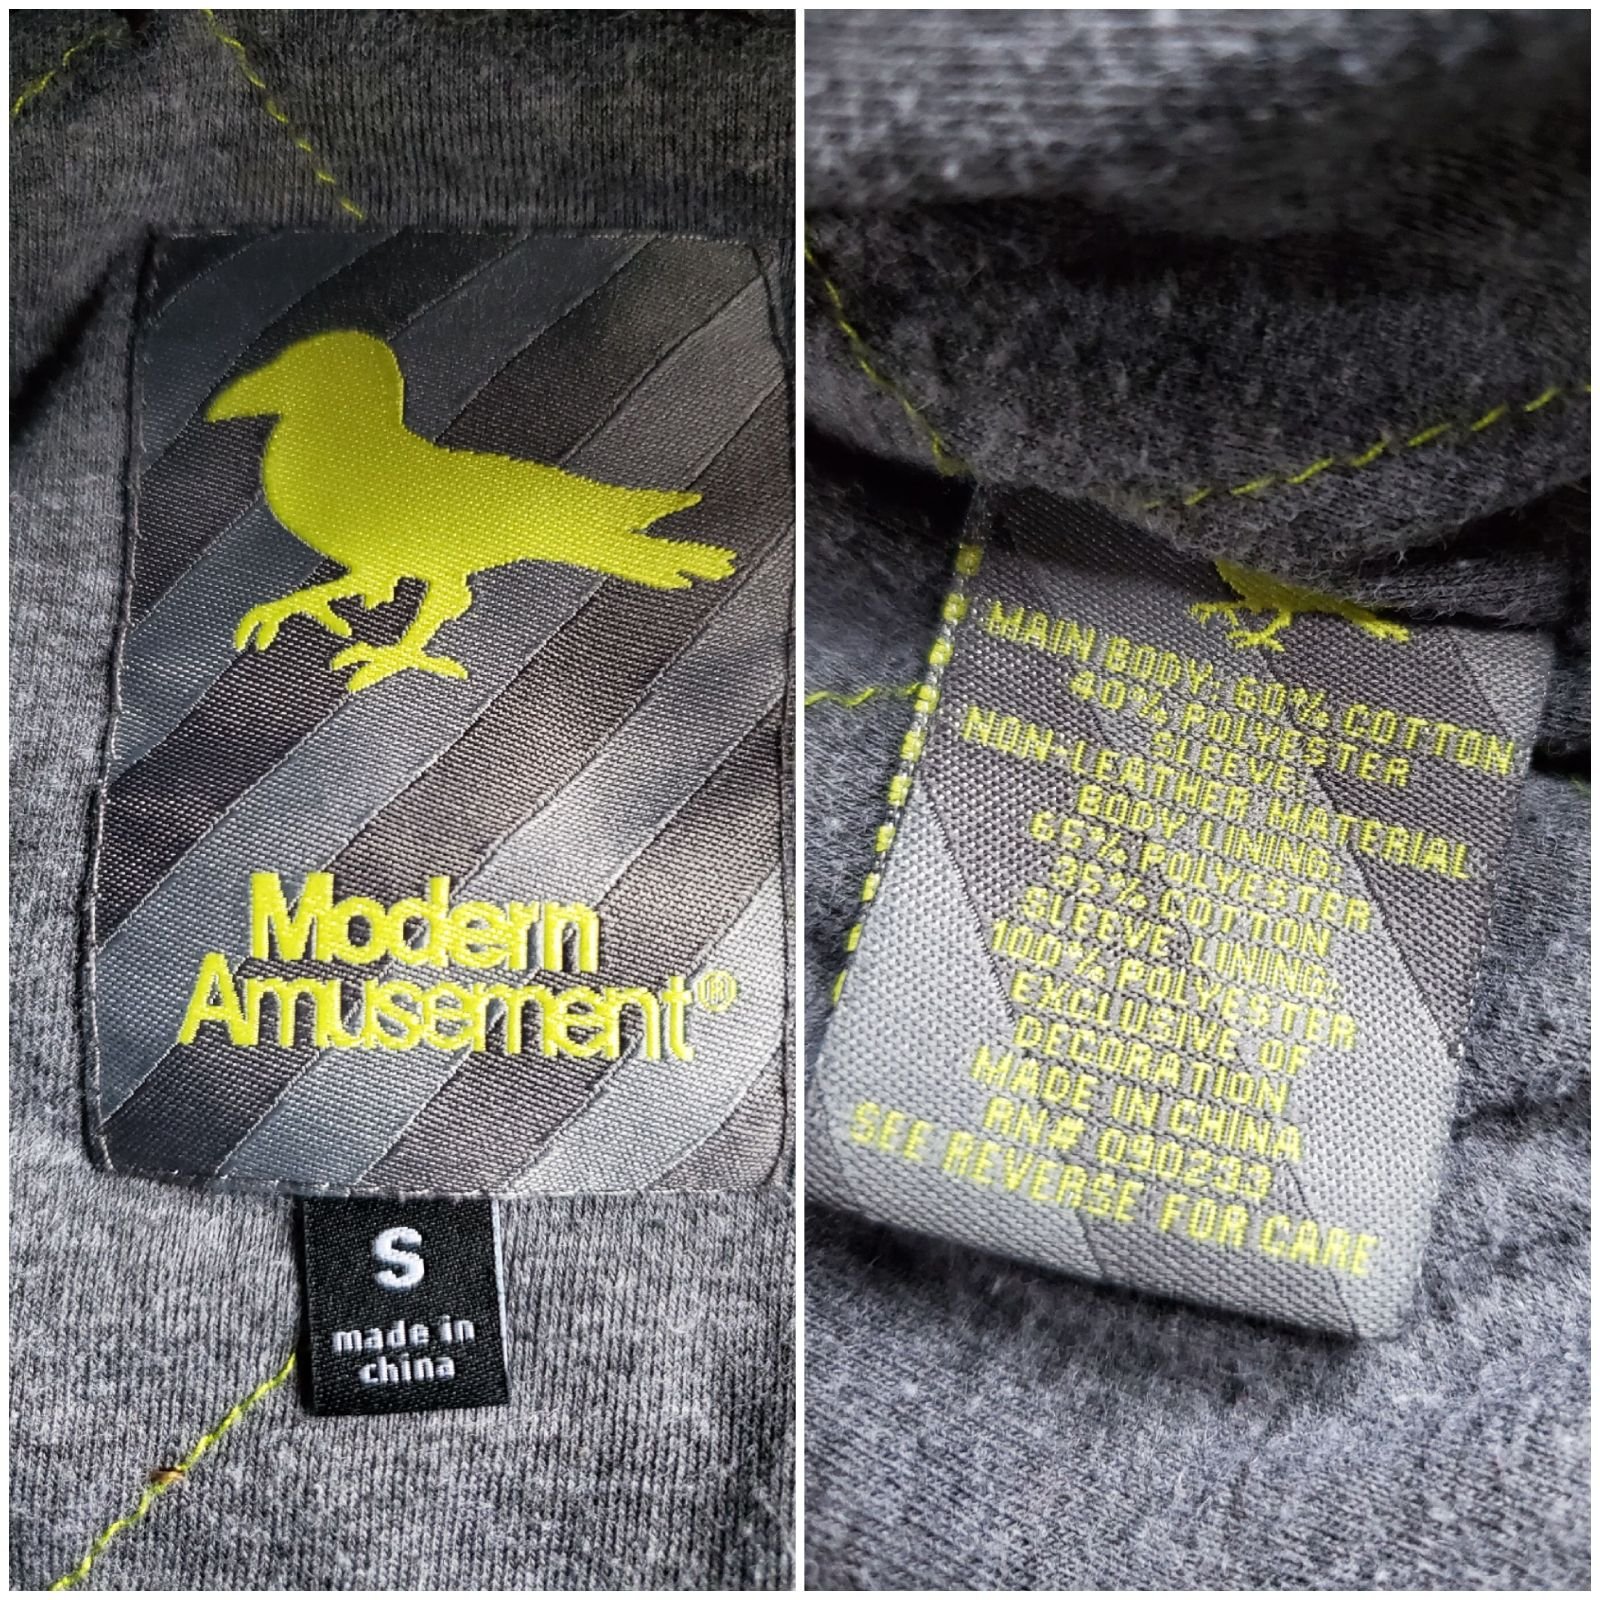 Modern
Amusement®
S
made in
china
MAIN BODY: 60% COTTON
40% POLYESTER
SLEEVE:
NON-LEATHER MATERIAL
BODY LINING:
65% POLYESTER
35% COTTON
SLEEVE LINING:
100% POLYESTER
EXCLUSIVE OF
DECORATION
MADE IN CHINA
RN# 090233
SEE REVERSE FOR CARE